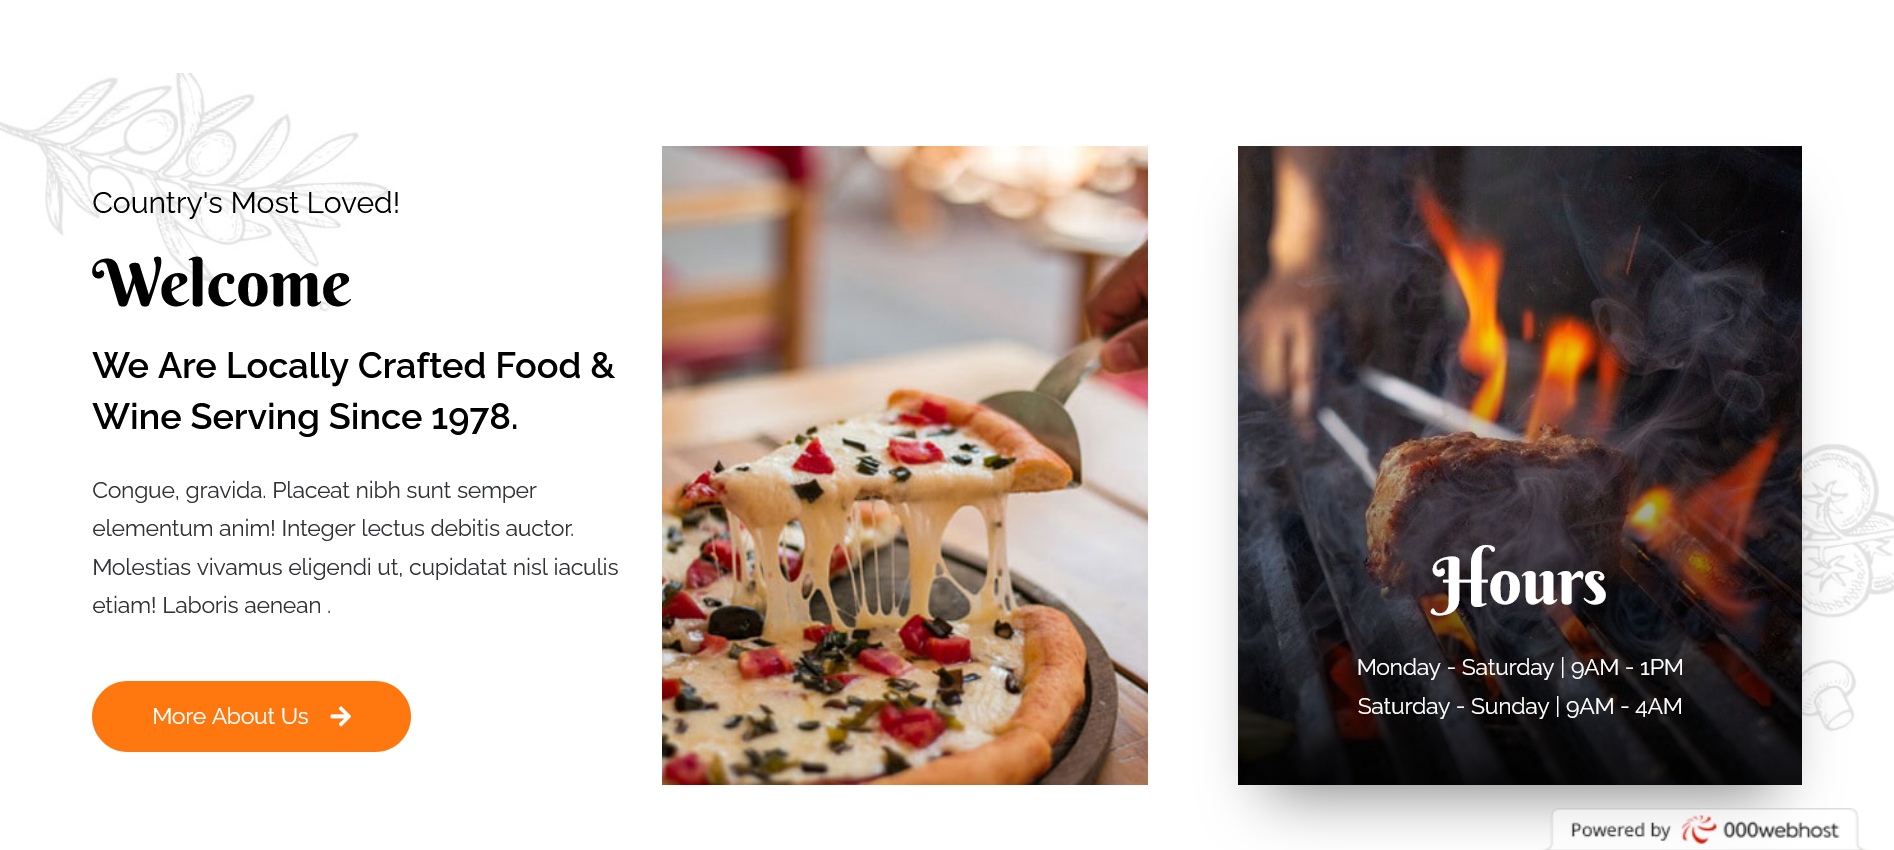 Country's Most Loved!
Welcome
We Are Locally Crafted Food &
Wine Serving Since 1978.
Congue, gravida. Placeat nibh sunt semper
elementum anim! Integer lectus debitis auctor.
Molestias vivamus eligendi ut, cupidatat nisl iaculis
etiam! Laboris aenean .
More About Us
Hours
Monday - Saturday | 9AM - 1PM
Saturday - Sunday | 9AM - 4AM
Powered by 000webhost